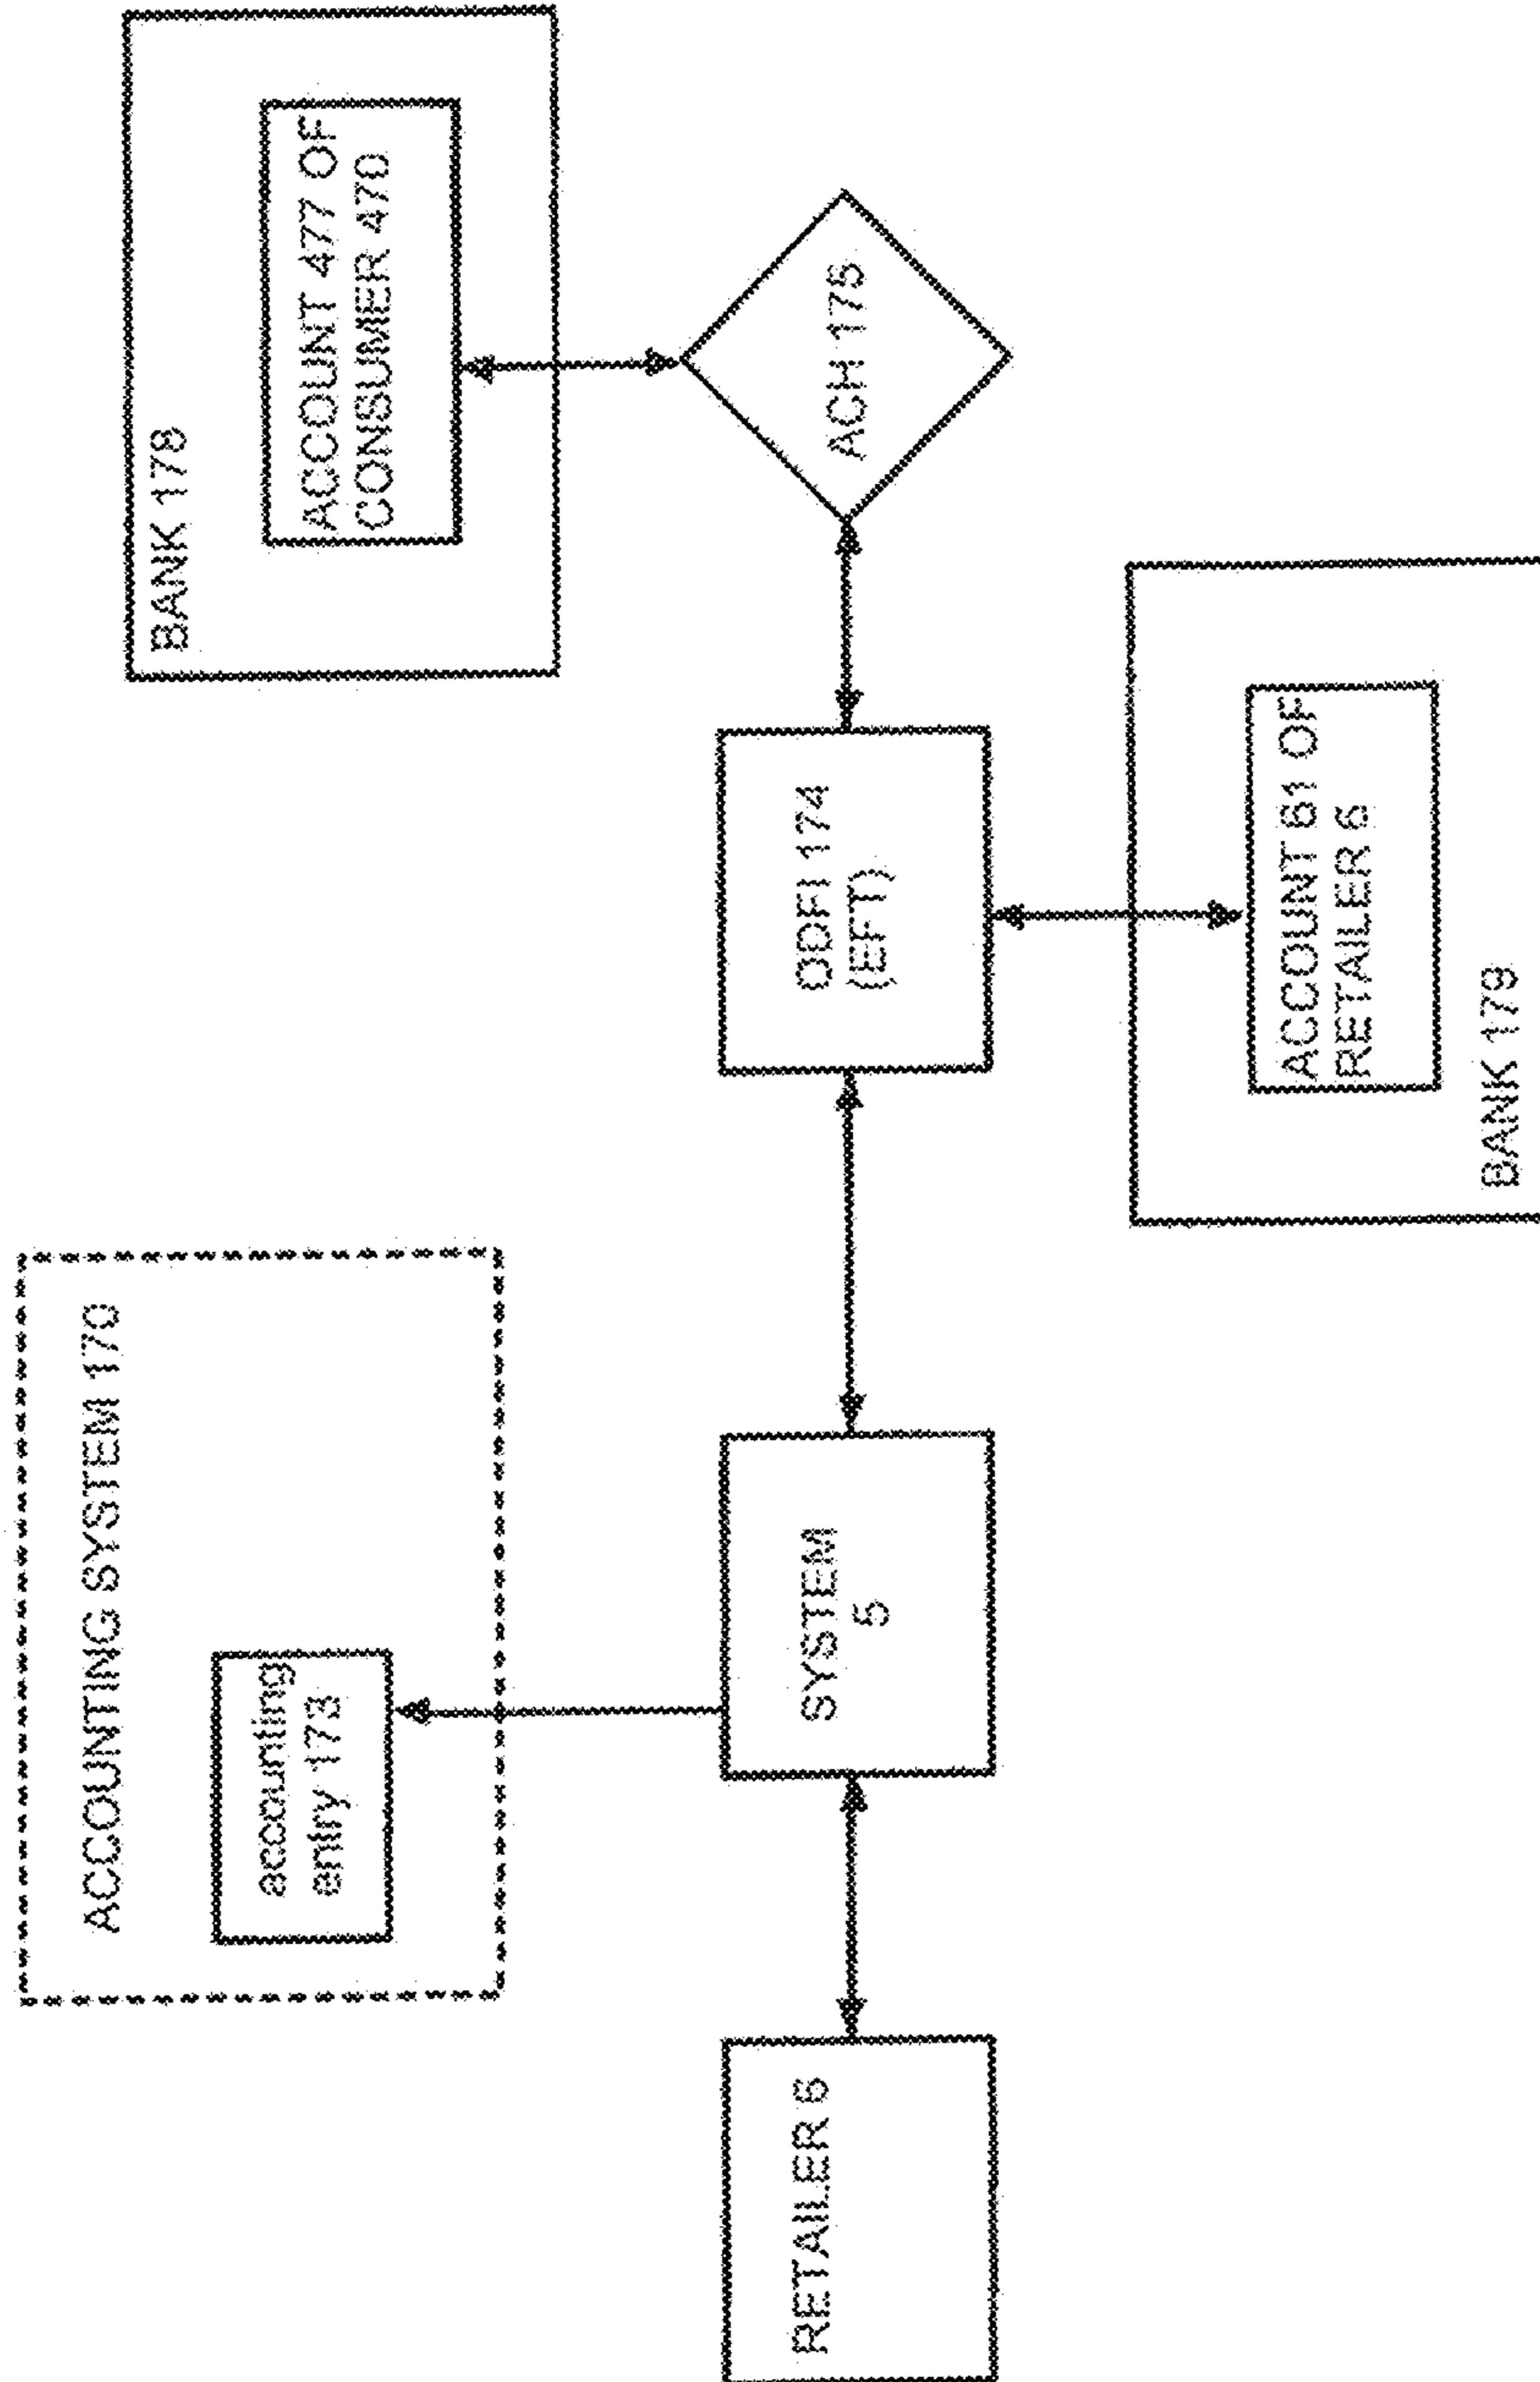 BANK 178
ACCOUNT 477 OF
CONSUMER 470
ACH 175
ACCOUNTING SYSTEM 170
accounting
entry 173
ODFI 174
(EFT)
SYSTEM
5
RETAILER 6
ACCOUNT 61 OF
RETAILER 6
BANK 179